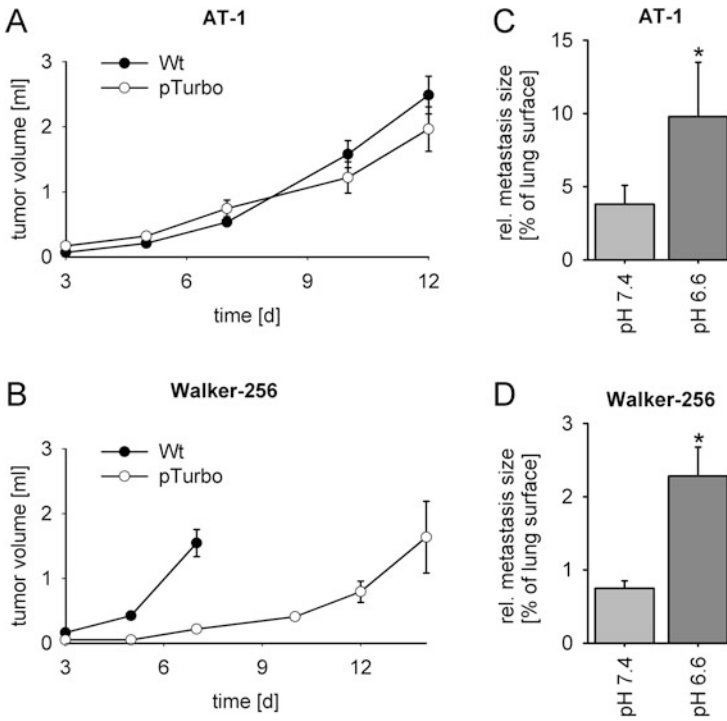 A
AT-1
Wt
pTurbo
tumor volume [ml]
3
2
1
0
3
6
9
12
time [d]
C
AT-1
*
rel. metastasis size
[% of lung surface]
15
10
5
0
pH 7.4
pH 6.6
B
Walker-256
Wt
pTurbo
tumor volume [ml]
3
2
1
0
3
6
9
12
time [d]
D
Walker-256
*
rel. metastasis size
[% of lung surface]
3
2
1
0
pH 7.4
pH 6.6